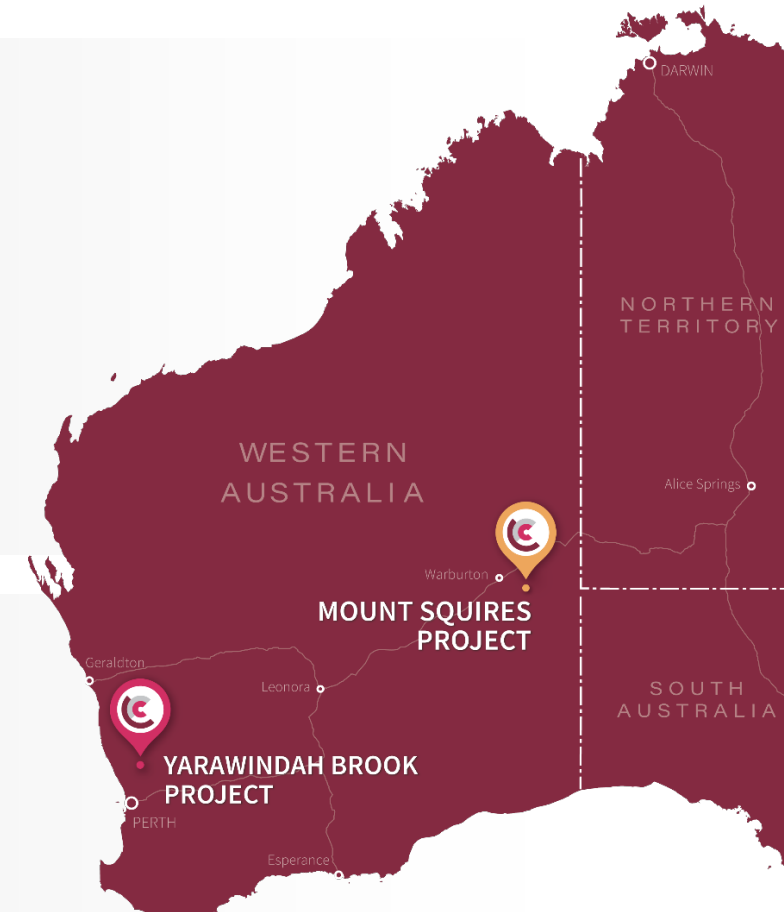 DARWIN
NORTHERN
TERRITORY
WESTERN
AUSTRALIA
Alice Springs
Warburton
MOUNT SQUIRES
PROJECT
Geraldton
Leonora
SOUTH
AUSTRALIA
YARAWINDAH BROOK
PROJECT
PERTH
Esperance